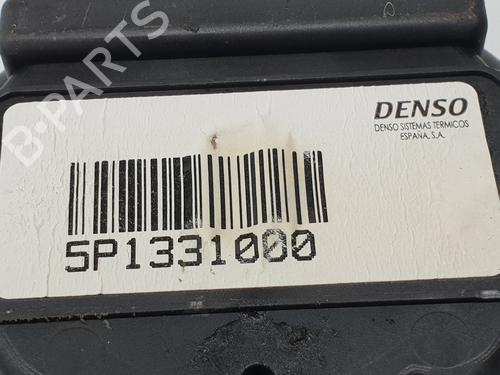 B-PARTS
DENSO
DENSO SISTEMAS TERMICOS
ESPAÑA, S.A.
5P1331000